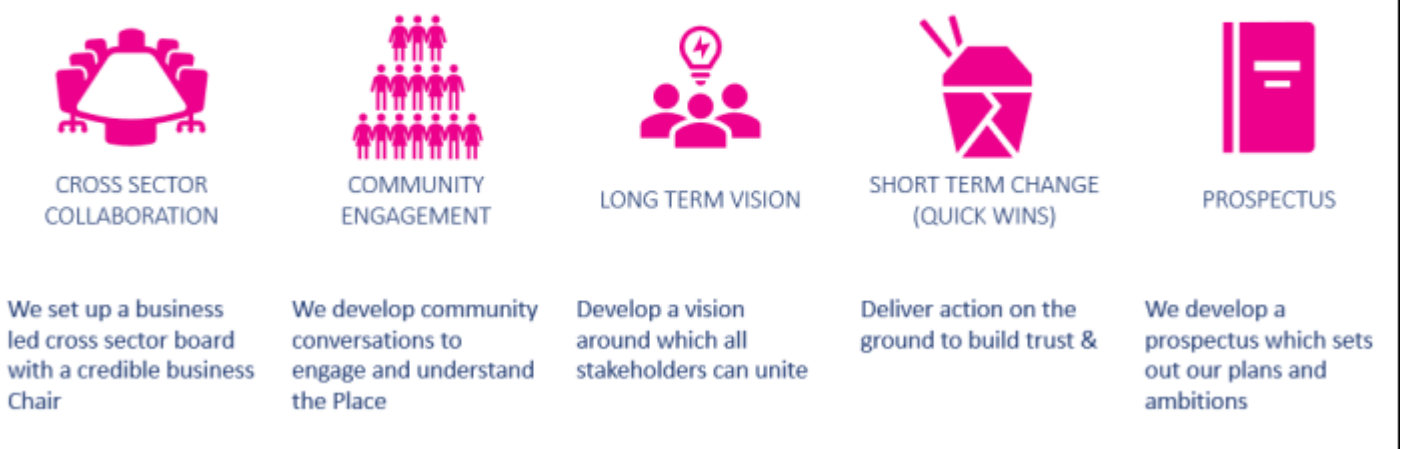 CROSS SECTOR
COLLABORATION
We set up a business
led cross sector board
with a credible business
Chair
COMMUNITY
ENGAGEMENT
We develop community
conversations to
engage and understand
the Place
LONG TERM VISION
Develop a vision
around which all
stakeholders can unite
SHORT TERM CHANGE
(QUICK WINS)
Deliver action on the
ground to build trust &
PROSPECTUS
We develop a
prospectus which sets
out our plans and
ambitions